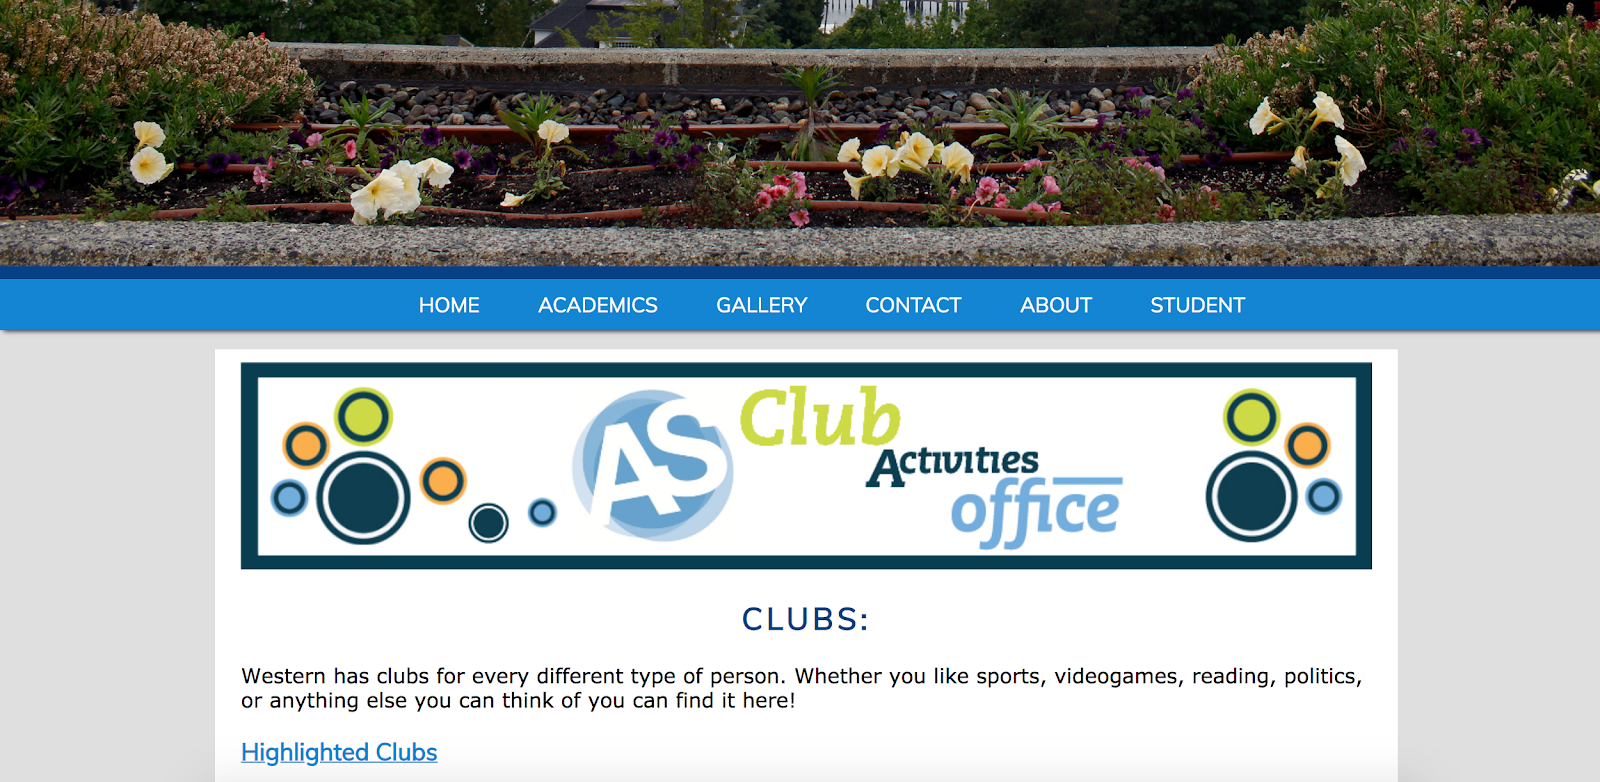 HOME ACADEMICS GALLERY CONTACT ABOUT STUDENT
AS Club
Activities
office
CLUBS:
Western has clubs for every different type of person. Whether you like sports, videogames, reading, politics,
or anything else you can think of you can find it here!
Highlighted Clubs